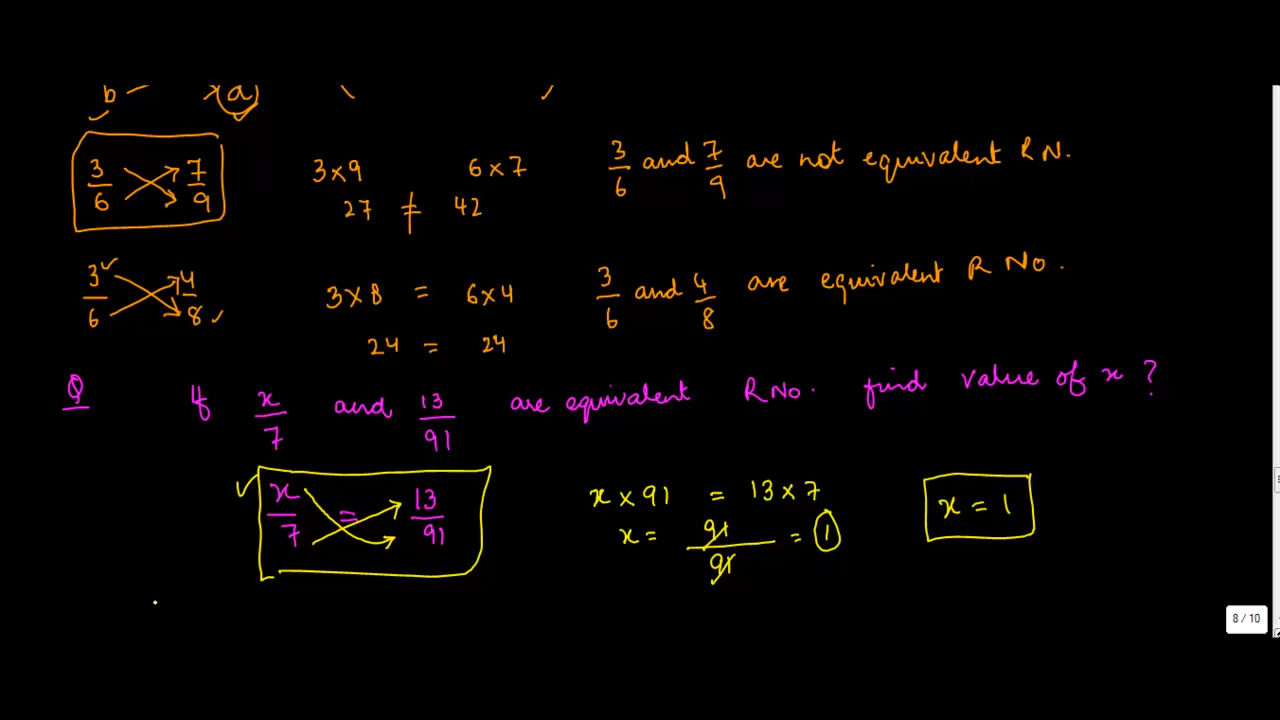 b a
3/6 7/9 3×9 6×7 3/6 and 7/9 are not equivalent RN.
27 ≠ 42
3/6 4/8 3×8 = 6×4 3/6 and 4/8 are equivalent R No.
24 = 24
Q If x/7 and 13/91 are equivalent R No. find value of x ?
x/7 = 13/91 x × 91 = 13×7 x = 1
x = 91/91 = 1
8 / 10